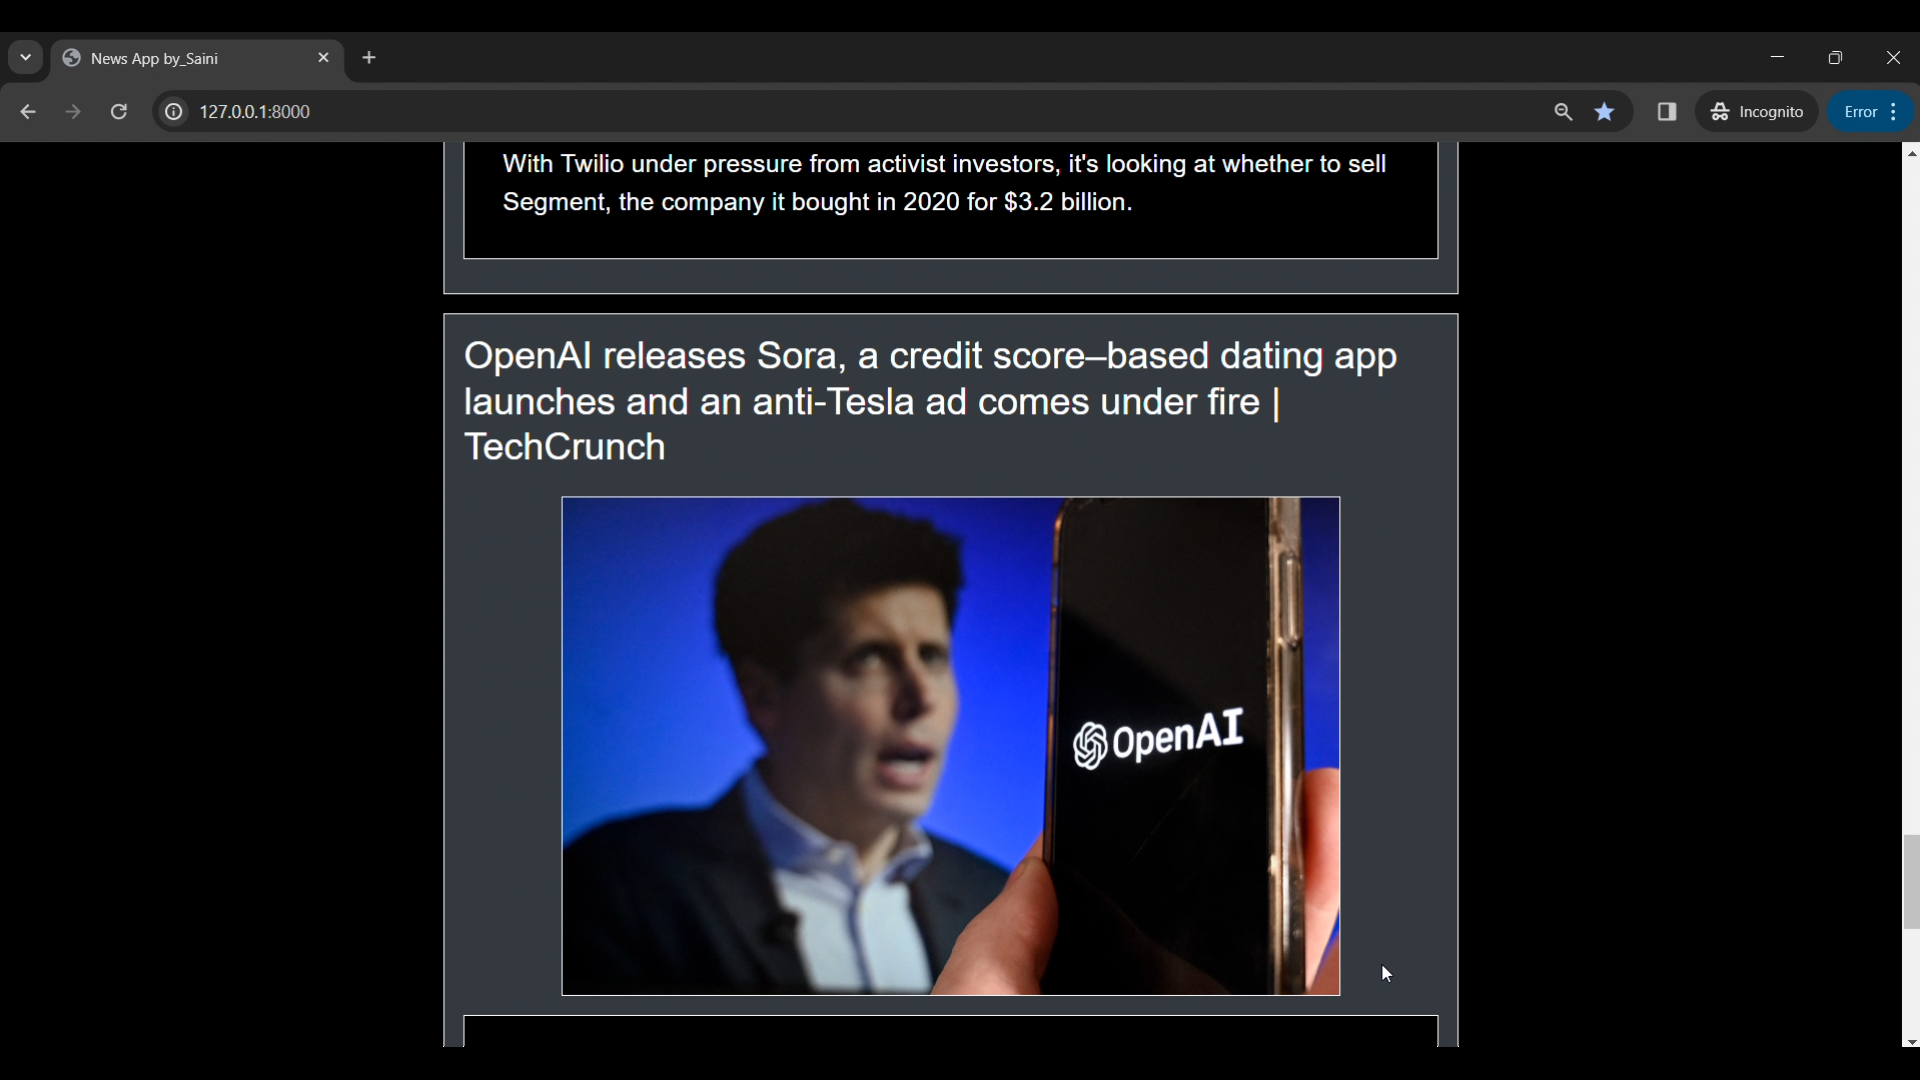 News App by_Saini
127.0.0.1:8000
Incognito
Error
With Twilio under pressure from activist investors, it's looking at whether to sell
Segment, the company it bought in 2020 for $3.2 billion.
OpenAI releases Sora, a credit score–based dating app
launches and an anti-Tesla ad comes under fire |
TechCrunch
OpenAI